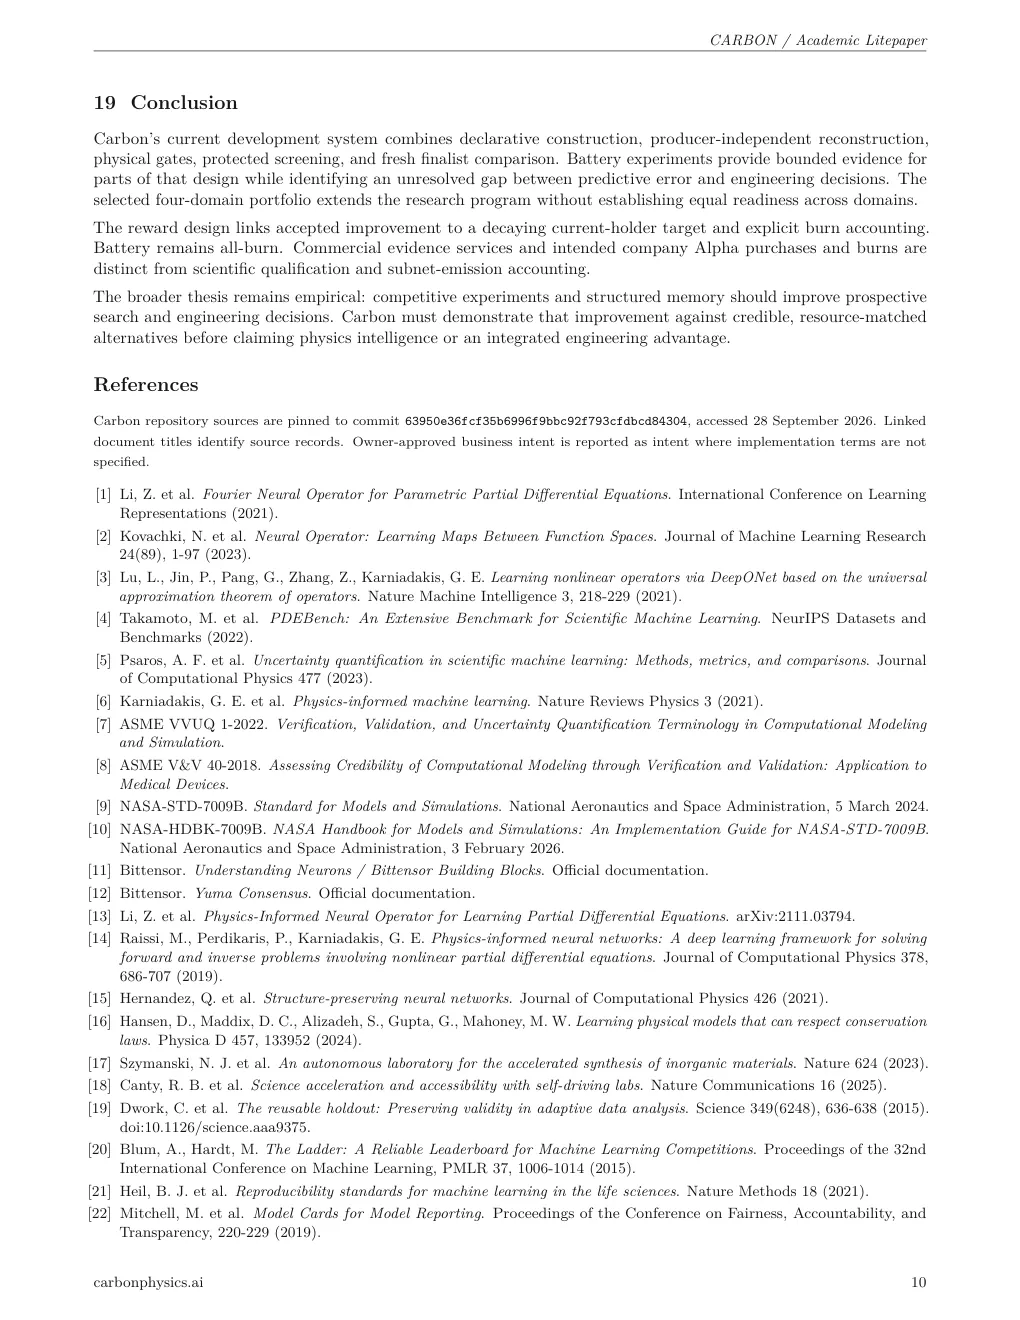 CARBON / Academic Litepaper
19 Conclusion
Carbon's current development system combines declarative construction, producer-independent reconstruction,
physical gates, protected screening, and fresh finalist comparison. Battery experiments provide bounded evidence for
parts of that design while identifying an unresolved gap between predictive error and engineering decisions. The
selected four-domain portfolio extends the research program without establishing equal readiness across domains.
The reward design links accepted improvement to a decaying current-holder target and explicit burn accounting.
Battery remains all-burn. Commercial evidence services and intended company Alpha purchases and burns are
distinct from scientific qualification and subnet-emission accounting.
The broader thesis remains empirical: competitive experiments and structured memory should improve prospective
search and engineering decisions. Carbon must demonstrate that improvement against credible, resource-matched
alternatives before claiming physics intelligence or an integrated engineering advantage.
References
Carbon repository sources are pinned to commit 63950e36fcf35b6996f9bbc92f793cfdbcd84304, accessed 28 September 2026. Linked
document titles identify source records. Owner-approved business intent is reported as intent where implementation terms are not
specified.
[1] Li, Z. et al. Fourier Neural Operator for Parametric Partial Differential Equations. International Conference on Learning
Representations (2021).
[2] Kovachki, N. et al. Neural Operator: Learning Maps Between Function Spaces. Journal of Machine Learning Research
24(89), 1-97 (2023).
[3] Lu, L., Jin, P., Pang, G., Zhang, Z., Karniadakis, G. E. Learning nonlinear operators via DeepONet based on the universal
approximation theorem of operators. Nature Machine Intelligence 3, 218-229 (2021).
[4] Takamoto, M. et al. PDEBench: An Extensive Benchmark for Scientific Machine Learning. NeurIPS Datasets and
Benchmarks (2022).
[5] Psaros, A. F. et al. Uncertainty quantification in scientific machine learning: Methods, metrics, and comparisons. Journal
of Computational Physics 477 (2023).
[6] Karniadakis, G. E. et al. Physics-informed machine learning. Nature Reviews Physics 3 (2021).
[7] ASME VVUQ 1-2022. Verification, Validation, and Uncertainty Quantification Terminology in Computational Modeling
and Simulation.
[8] ASME V&V 40-2018. Assessing Credibility of Computational Modeling through Verification and Validation: Application to
Medical Devices.
[9] NASA-STD-7009B. Standard for Models and Simulations. National Aeronautics and Space Administration, 5 March 2024.
[10] NASA-HDBK-7009B. NASA Handbook for Models and Simulations: An Implementation Guide for NASA-STD-7009B.
National Aeronautics and Space Administration, 3 February 2026.
[11] Bittensor. Understanding Neurons / Bittensor Building Blocks. Official documentation.
[12] Bittensor. Yuma Consensus. Official documentation.
[13] Li, Z. et al. Physics-Informed Neural Operator for Learning Partial Differential Equations. arXiv:2111.03794.
[14] Raissi, M., Perdikaris, P., Karniadakis, G. E. Physics-informed neural networks: A deep learning framework for solving
forward and inverse problems involving nonlinear partial differential equations. Journal of Computational Physics 378,
686-707 (2019).
[15] Hernandez, Q. et al. Structure-preserving neural networks. Journal of Computational Physics 426 (2021).
[16] Hansen, D., Maddix, D. C., Alizadeh, S., Gupta, G., Mahoney, M. W. Learning physical models that can respect conservation
laws. Physica D 457, 133952 (2024).
[17] Szymanski, N. J. et al. An autonomous laboratory for the accelerated synthesis of inorganic materials. Nature 624 (2023).
[18] Canty, R. B. et al. Science acceleration and accessibility with self-driving labs. Nature Communications 16 (2025).
[19] Dwork, C. et al. The reusable holdout: Preserving validity in adaptive data analysis. Science 349(6248), 636-638 (2015).
doi:10.1126/science.aaa9375.
[20] Blum, A., Hardt, M. The Ladder: A Reliable Leaderboard for Machine Learning Competitions. Proceedings of the 32nd
International Conference on Machine Learning, PMLR 37, 1006-1014 (2015).
[21] Heil, B. J. et al. Reproducibility standards for machine learning in the life sciences. Nature Methods 18 (2021).
[22] Mitchell, M. et al. Model Cards for Model Reporting. Proceedings of the Conference on Fairness, Accountability, and
Transparency, 220-229 (2019).
carbonphysics.ai
10